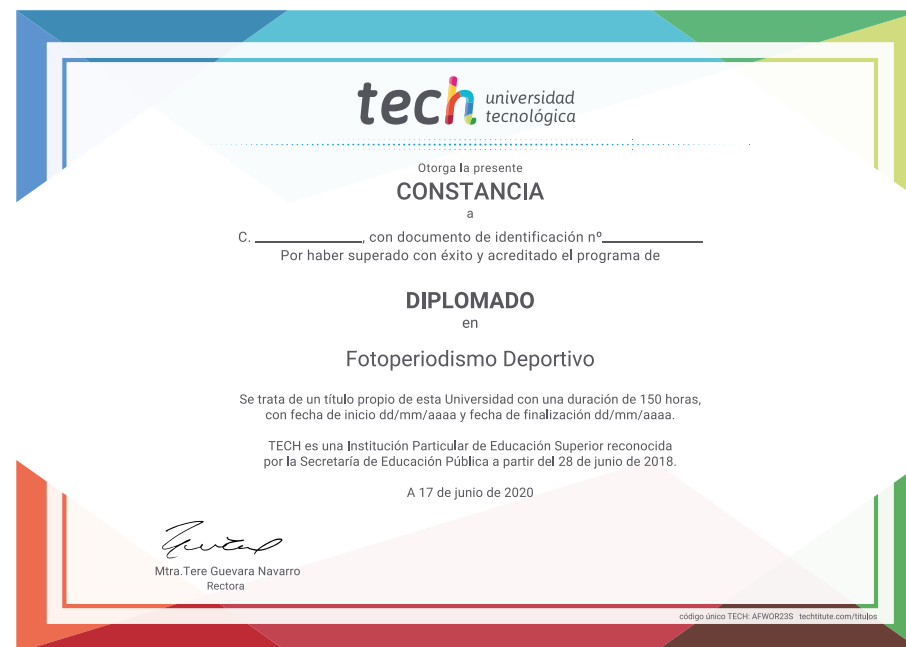 tech universidad
tecnológica
Otorga la presente
CONSTANCIA
a
C. ______________, con documento de identificación nº_____________
Por haber superado con éxito y acreditado el programa de
DIPLOMADO
en
Fotoperiodismo Deportivo
Se trata de un título propio de esta Universidad con una duración de 150 horas,
con fecha de inicio dd/mm/aaaa y fecha de finalización dd/mm/aaaa.
TECH es una Institución Particular de Educación Superior reconocida
por la Secretaría de Educación Pública a partir del 28 de junio de 2018.
A 17 de junio de 2020
Mtra.Tere Guevara Navarro
Rectora
código único TECH: AFWOR23S techtitute.com/titulos